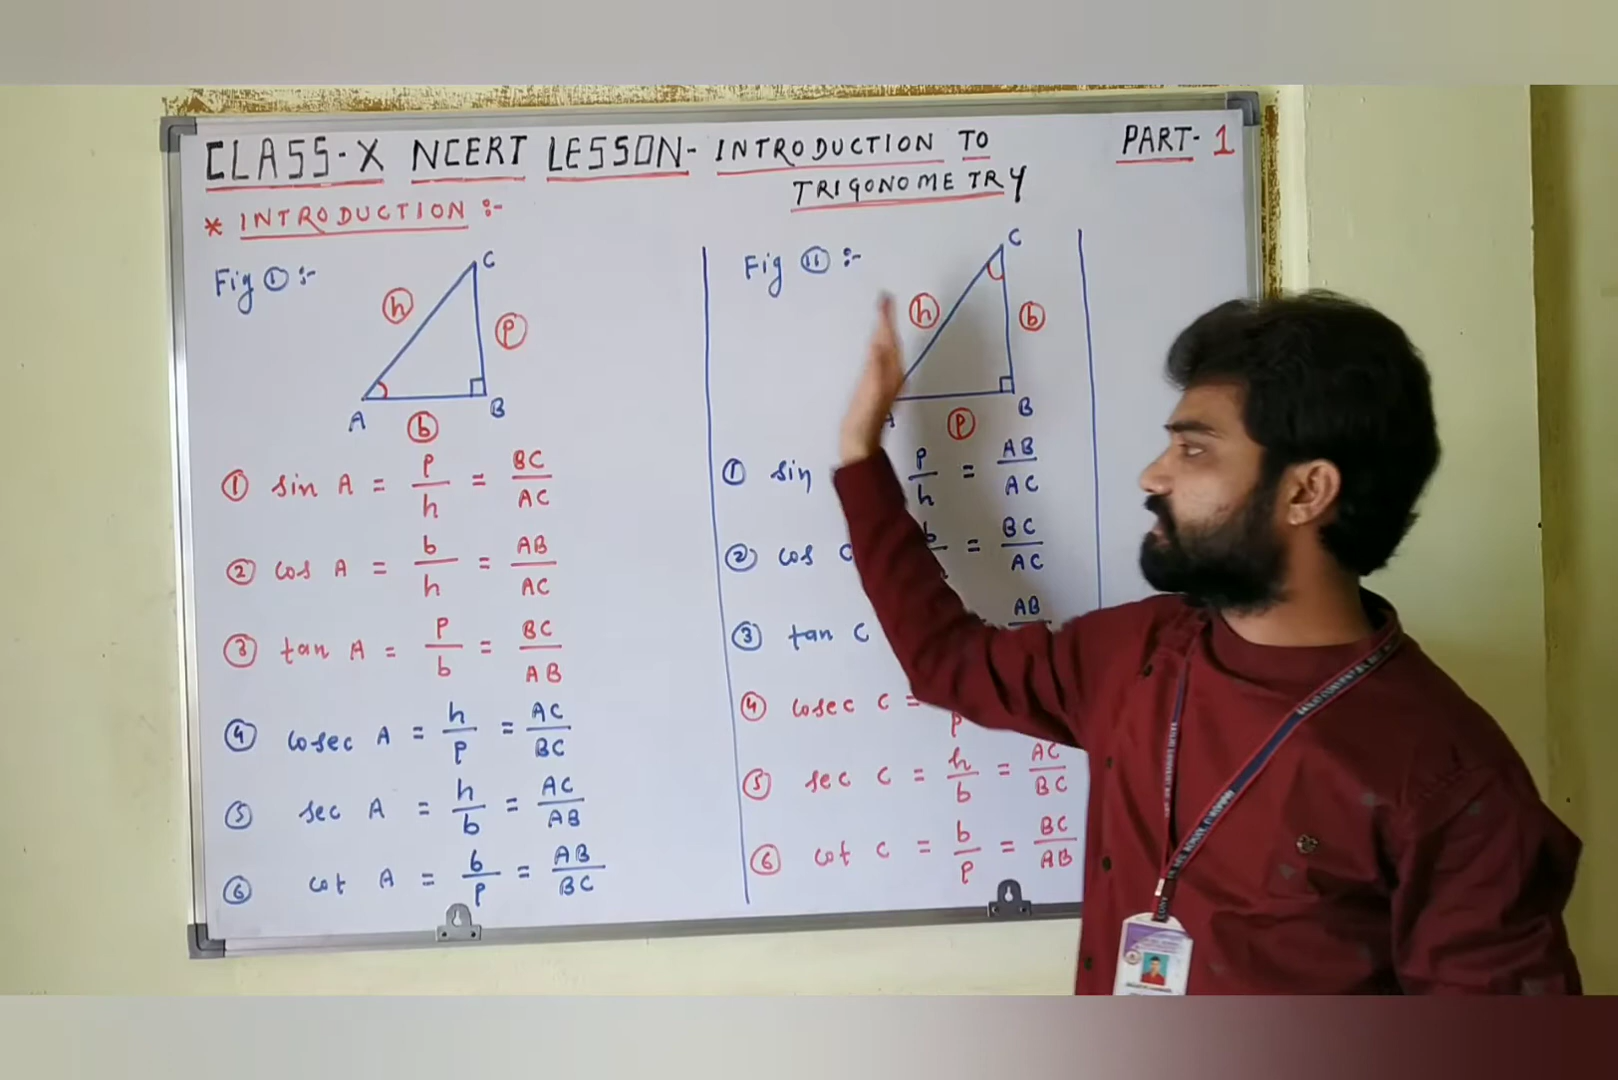 CLASS-X NCERT LESSON- INTRODUCTION TO
TRIGONOMETRY
PART- 1
* INTRODUCTION :-
Fig (i) :-
C
h
p
A
B
b
① sin A = p/h = BC/AC
② cos A = b/h = AB/AC
③ tan A = p/b = BC/AB
④ cosec A = h/p = AC/BC
⑤ sec A = h/b = AC/AB
⑥ cot A = b/p = AB/BC
Fig (ii) :-
C
h
b
B
p
① sin p/h = AB/AC
② cos C b = BC/AC
③ tan C = AB
④ cosec C = p
⑤ sec C = h/b = AC/BC
⑥ cot C = b/p = BC/AB